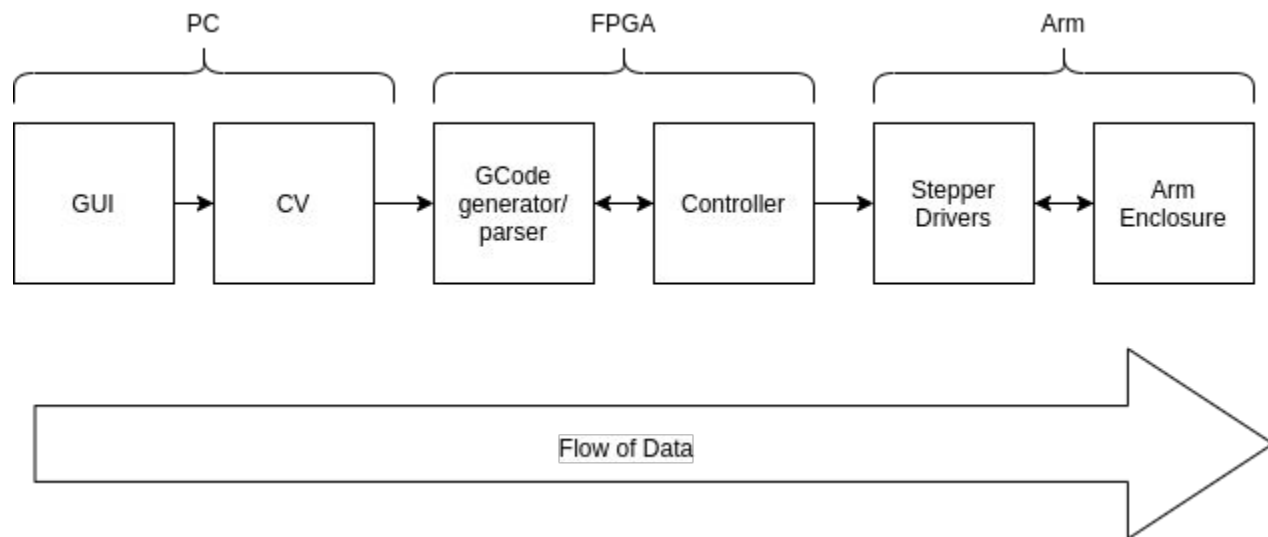 PC
FPGA
Arm
GUI
CV
GCode
generator/
parser
Controller
Stepper
Drivers
Arm
Enclosure
Flow of Data